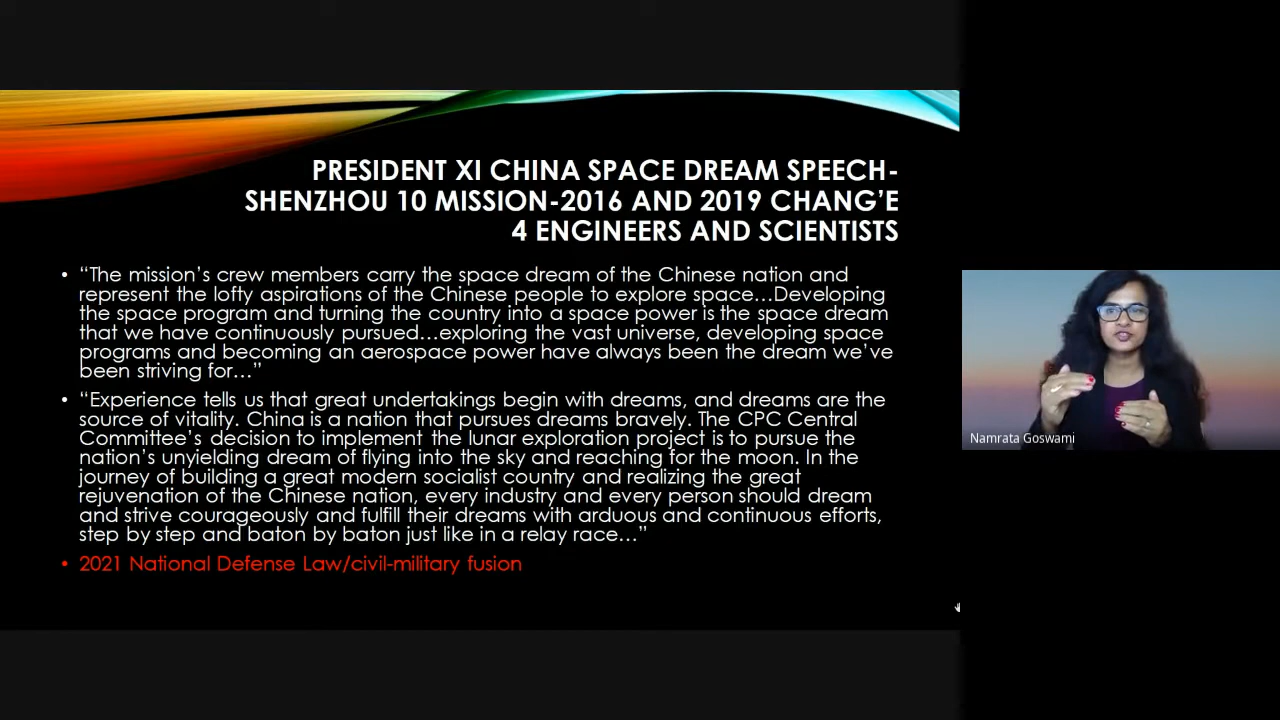 PRESIDENT XI CHINA SPACE DREAM SPEECH-
SHENZHOU 10 MISSION-2016 AND 2019 CHANG’E
4 ENGINEERS AND SCIENTISTS
• “The mission’s crew members carry the space dream of the Chinese nation and
represent the lofty aspirations of the Chinese people to explore space…Developing
the space program and turning the country into a space power is the space dream
that we have continuously pursued…exploring the vast universe, developing space
programs and becoming an aerospace power have always been the dream we’ve
been striving for…”
• “Experience tells us that great undertakings begin with dreams, and dreams are the
source of vitality. China is a nation that pursues dreams bravely. The CPC Central
Committee’s decision to implement the lunar exploration project is to pursue the
nation’s unyielding dream of flying into the sky and reaching for the moon. In the
journey of building a great modern socialist country and realizing the great
rejuvenation of the Chinese nation, every industry and every person should dream
and strive courageously and fulfill their dreams with arduous and continuous efforts,
step by step and baton by baton just like in a relay race…”
• 2021 National Defense Law/civil-military fusion
Namrata Goswami